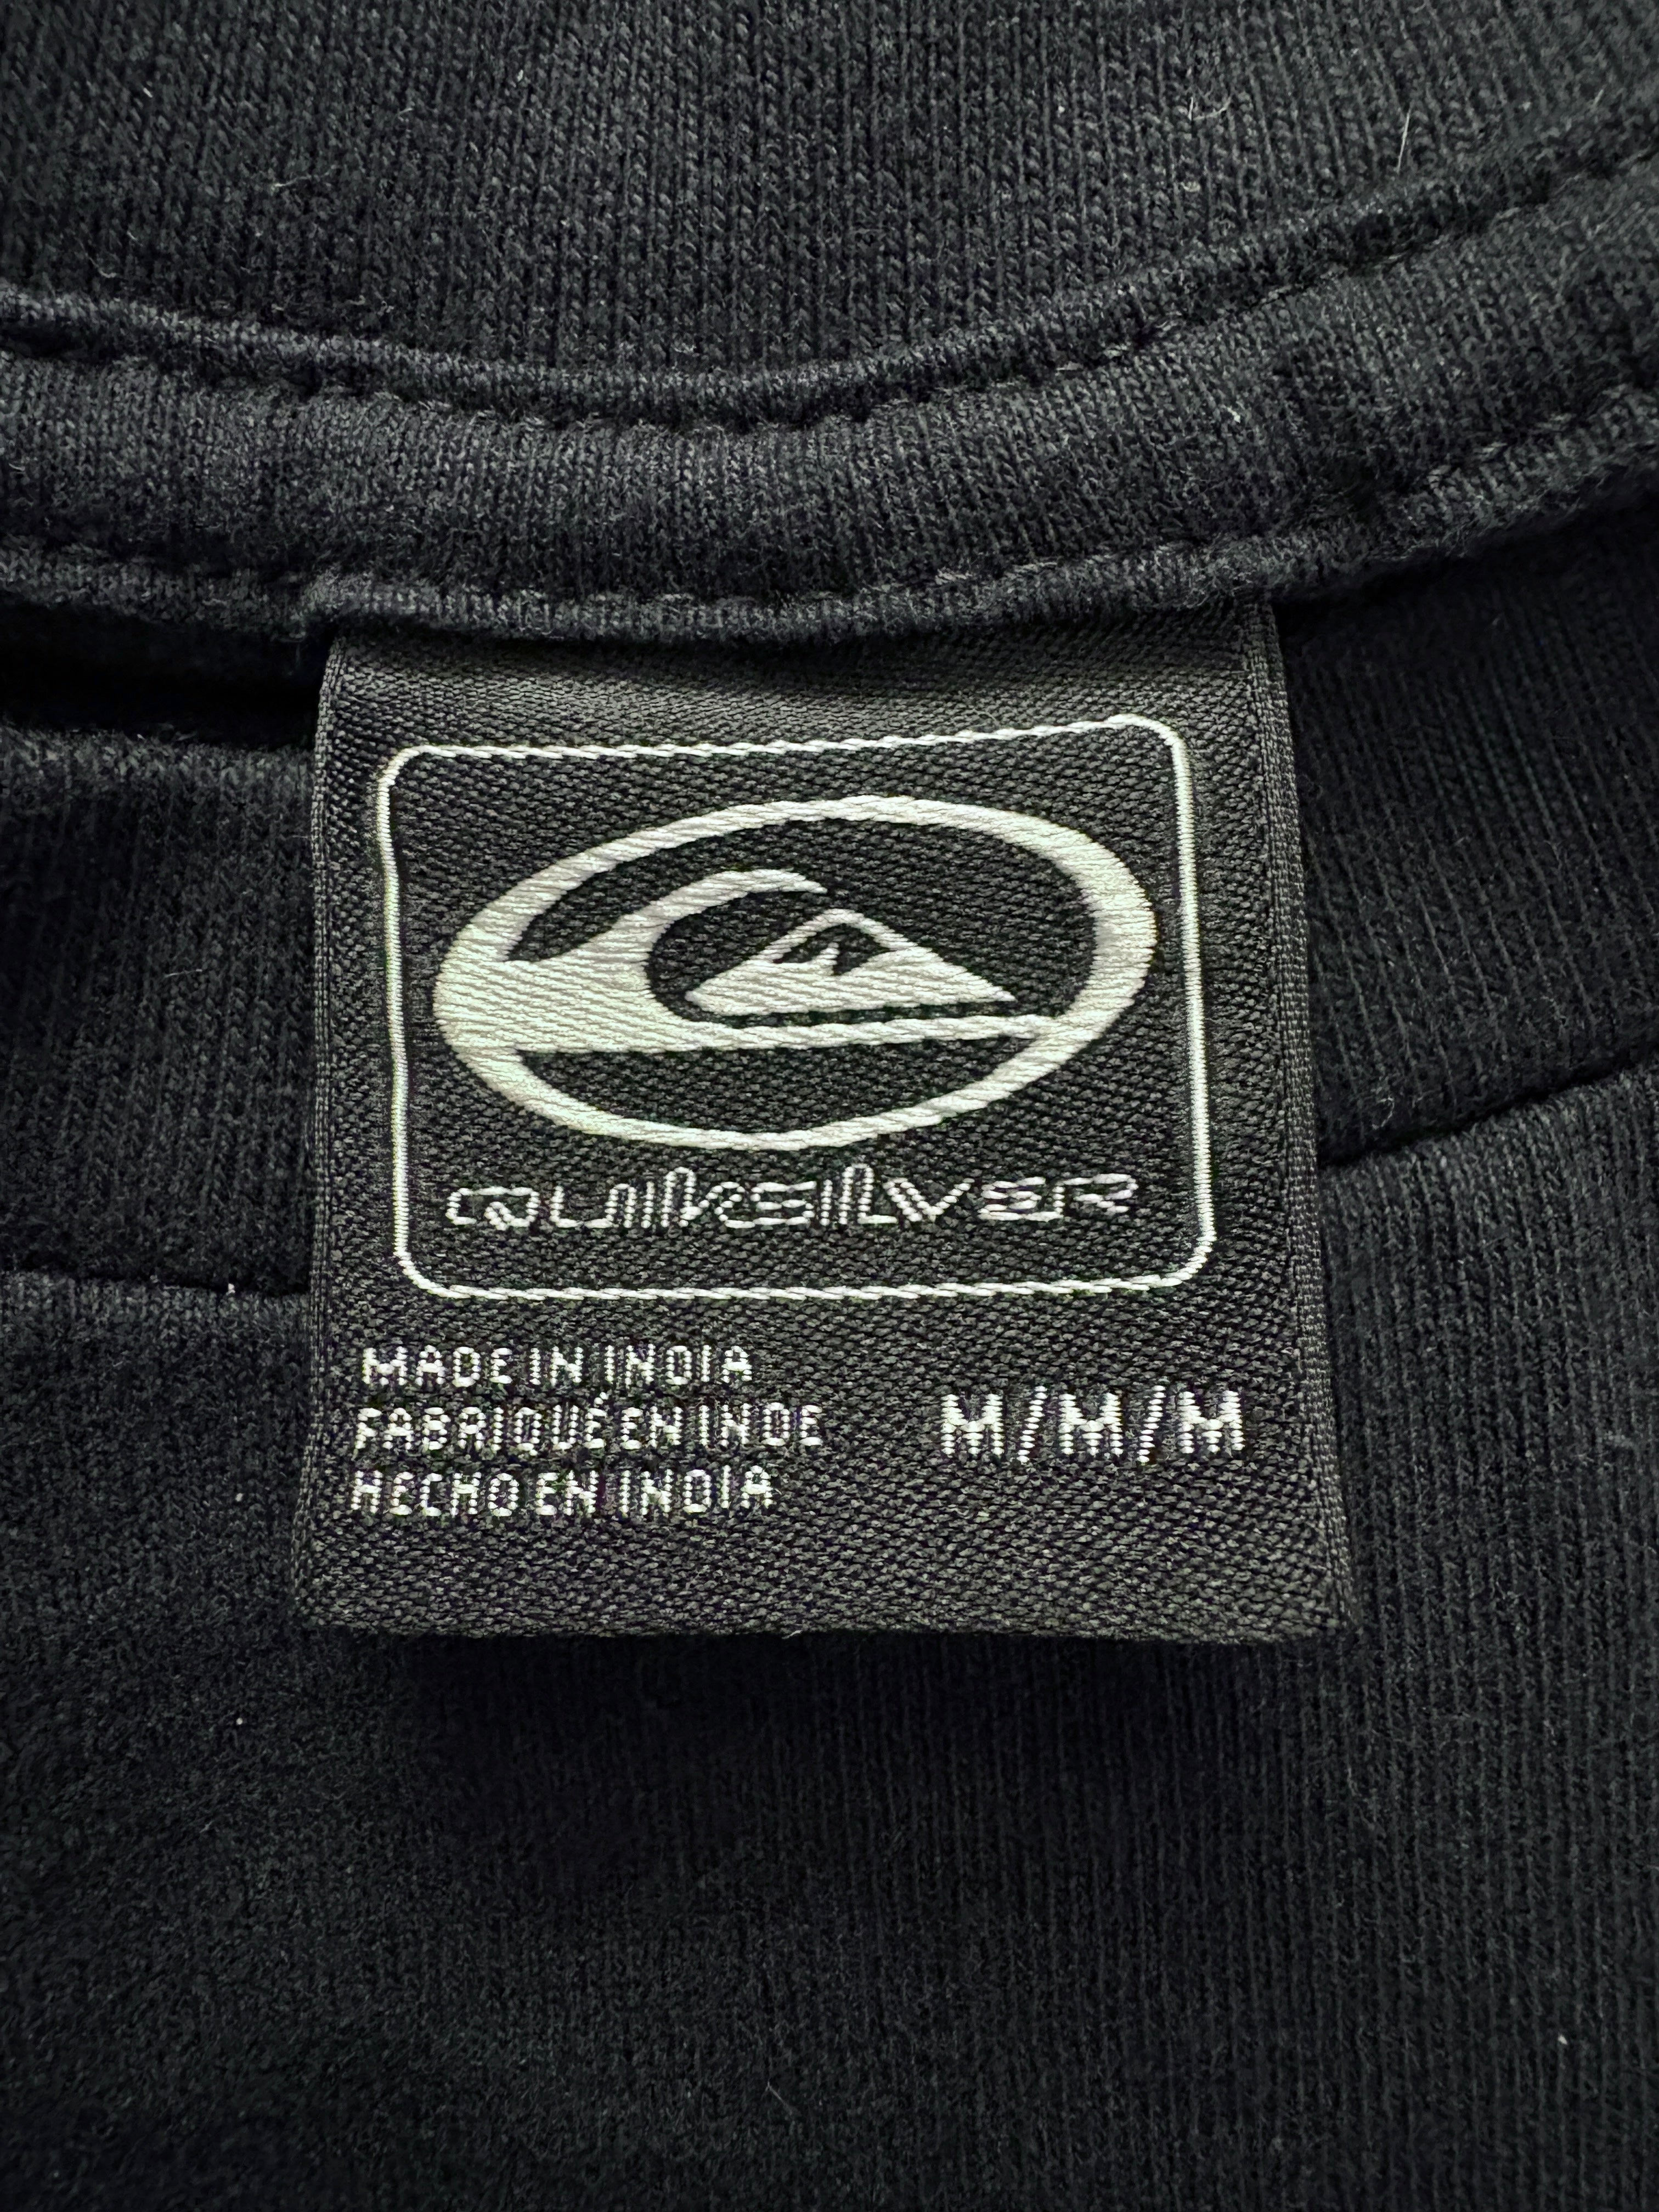 QUIKSILVER
MADE IN INDIA
FABRIQUÉ EN INDE
HECHO EN INDIA
M/M/M